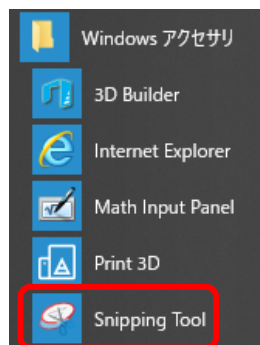 Windows アクセサリ
3D Builder
Internet Explorer
Math Input Panel
Print 3D
Snipping Tool